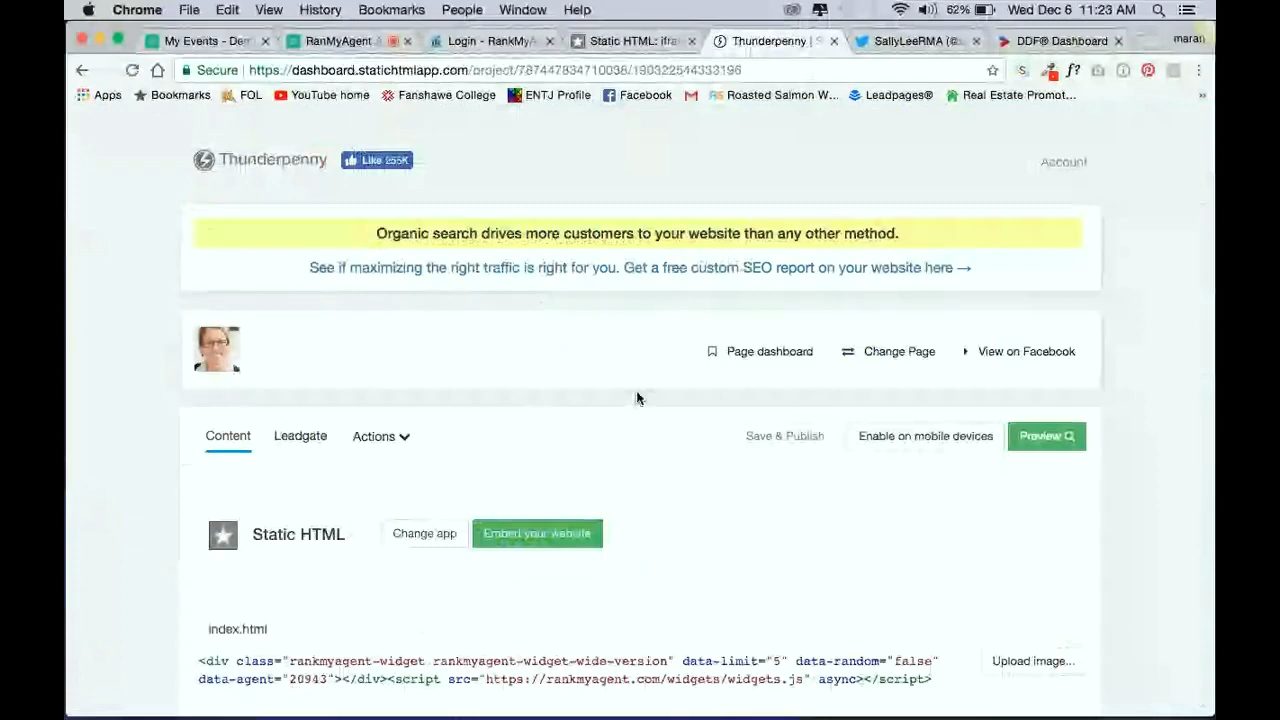 Chrome File Edit View History Bookmarks People Window Help 62% Wed Dec 6 11:23 AM
My Events - Dem RankMyAgent Login - RankMyA Static HTML: ifra Thunderpenny | S SallyLeeRMA (@ DDF® Dashboard maran
Secure https://dashboard.statichtmlapp.com/project/787447834710038/190322544333196
Apps Bookmarks FOL YouTube home Fanshawe College ENTJ Profile Facebook Roasted Salmon W... Leadpages® Real Estate Promot... »
Thunderpenny Like 255K Account
Organic search drives more customers to your website than any other method.
See if maximizing the right traffic is right for you. Get a free custom SEO report on your website here →
Page dashboard Change Page View on Facebook
Content Leadgate Actions Save & Publish Enable on mobile devices Preview
Static HTML Change app Embed your website
index.html
<div class="rankmyagent-widget rankmyagent-widget-wide-version" data-limit="5" data-random="false"
data-agent="20943"></div><script src="https://rankmyagent.com/widgets/widgets.js" async></script>
Upload image...